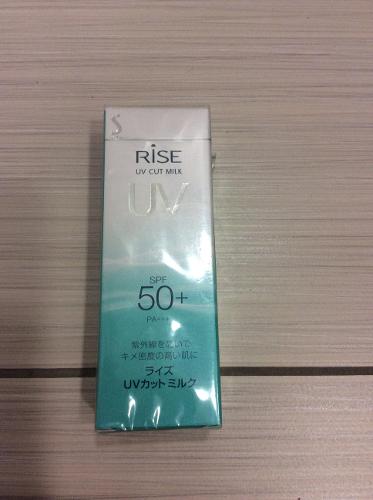 RISE
UV CUT MILK
UV
SPF
50+
PA+++
紫外線を防いで
キメ密度の高い肌に
ライズ
UVカット ミルク